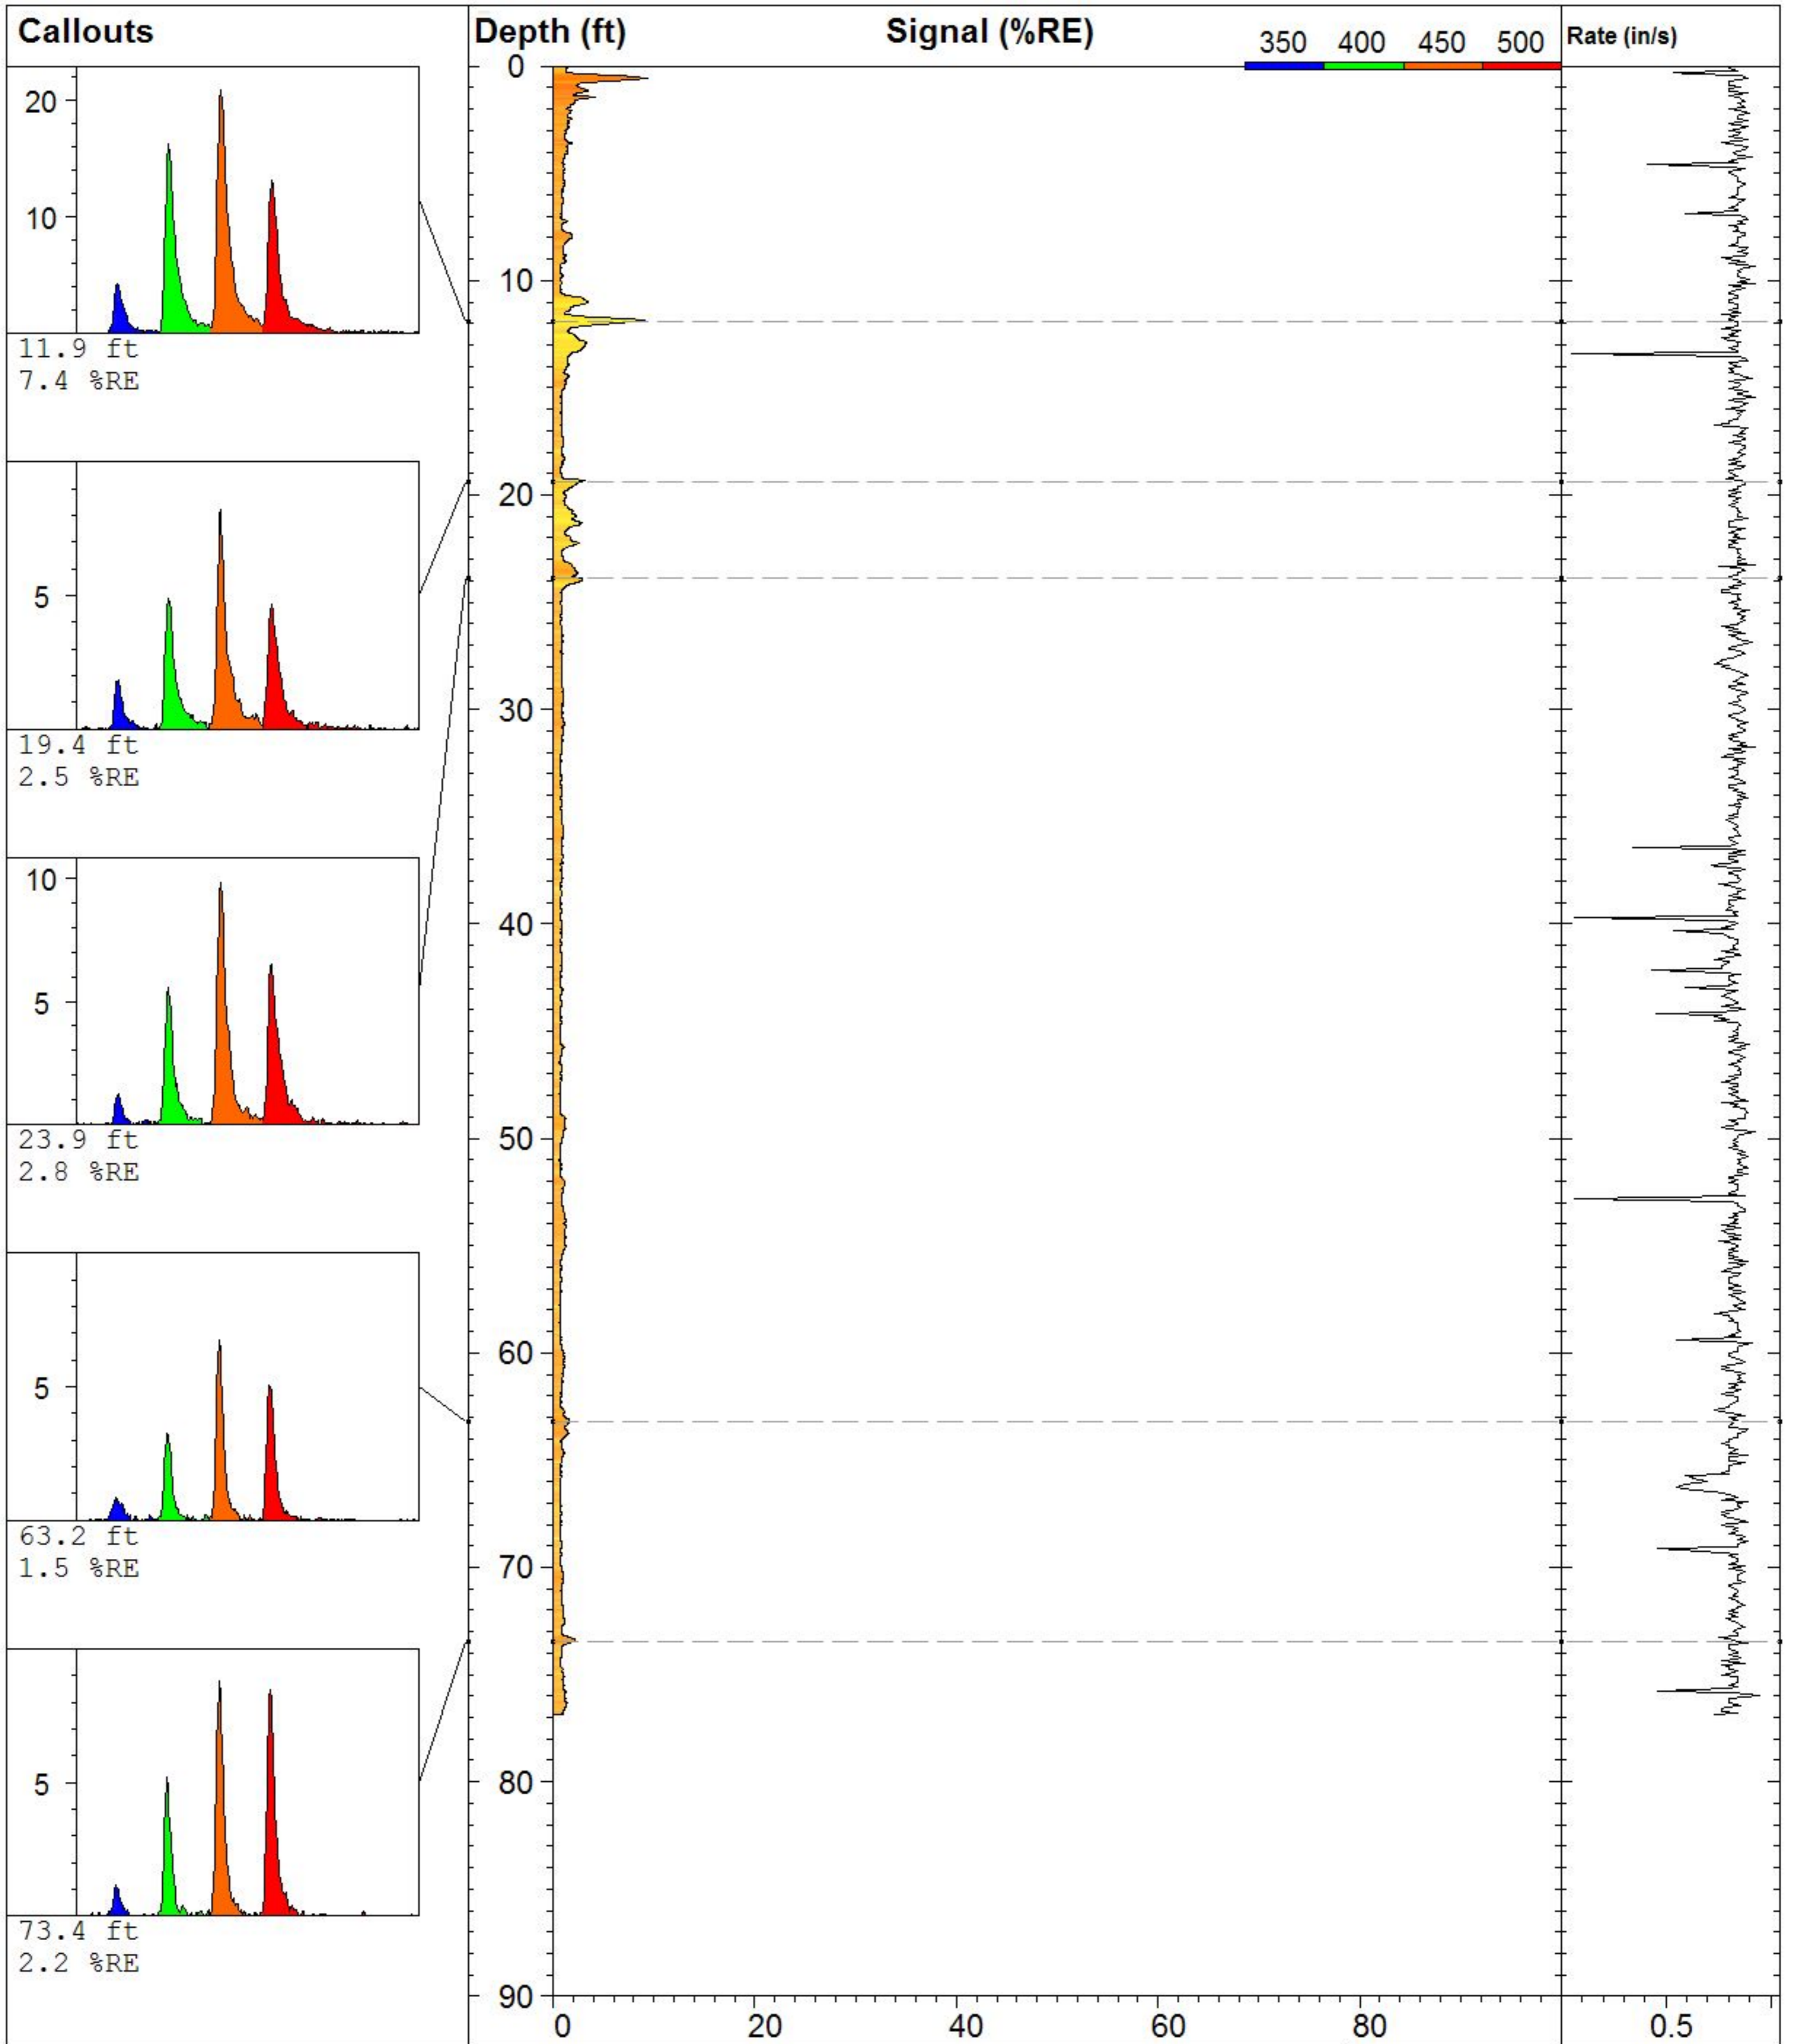 Callouts
Depth (ft)
Signal (%RE)
350 400 450 500
Rate (in/s)
20
10
11.9 ft
7.4 %RE
5
19.4 ft
2.5 %RE
10
5
23.9 ft
2.8 %RE
5
63.2 ft
1.5 %RE
5
73.4 ft
2.2 %RE
0
10
20
30
40
50
60
70
80
90
0 20 40 60 80
0.5